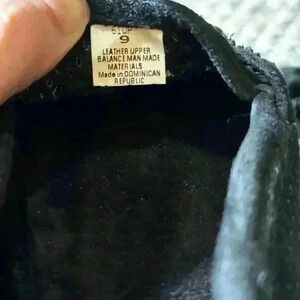 9
LEATHER UPPER
BALANCE MAN MADE
MATERIALS
Made in DOMINICAN
REPUBLIC